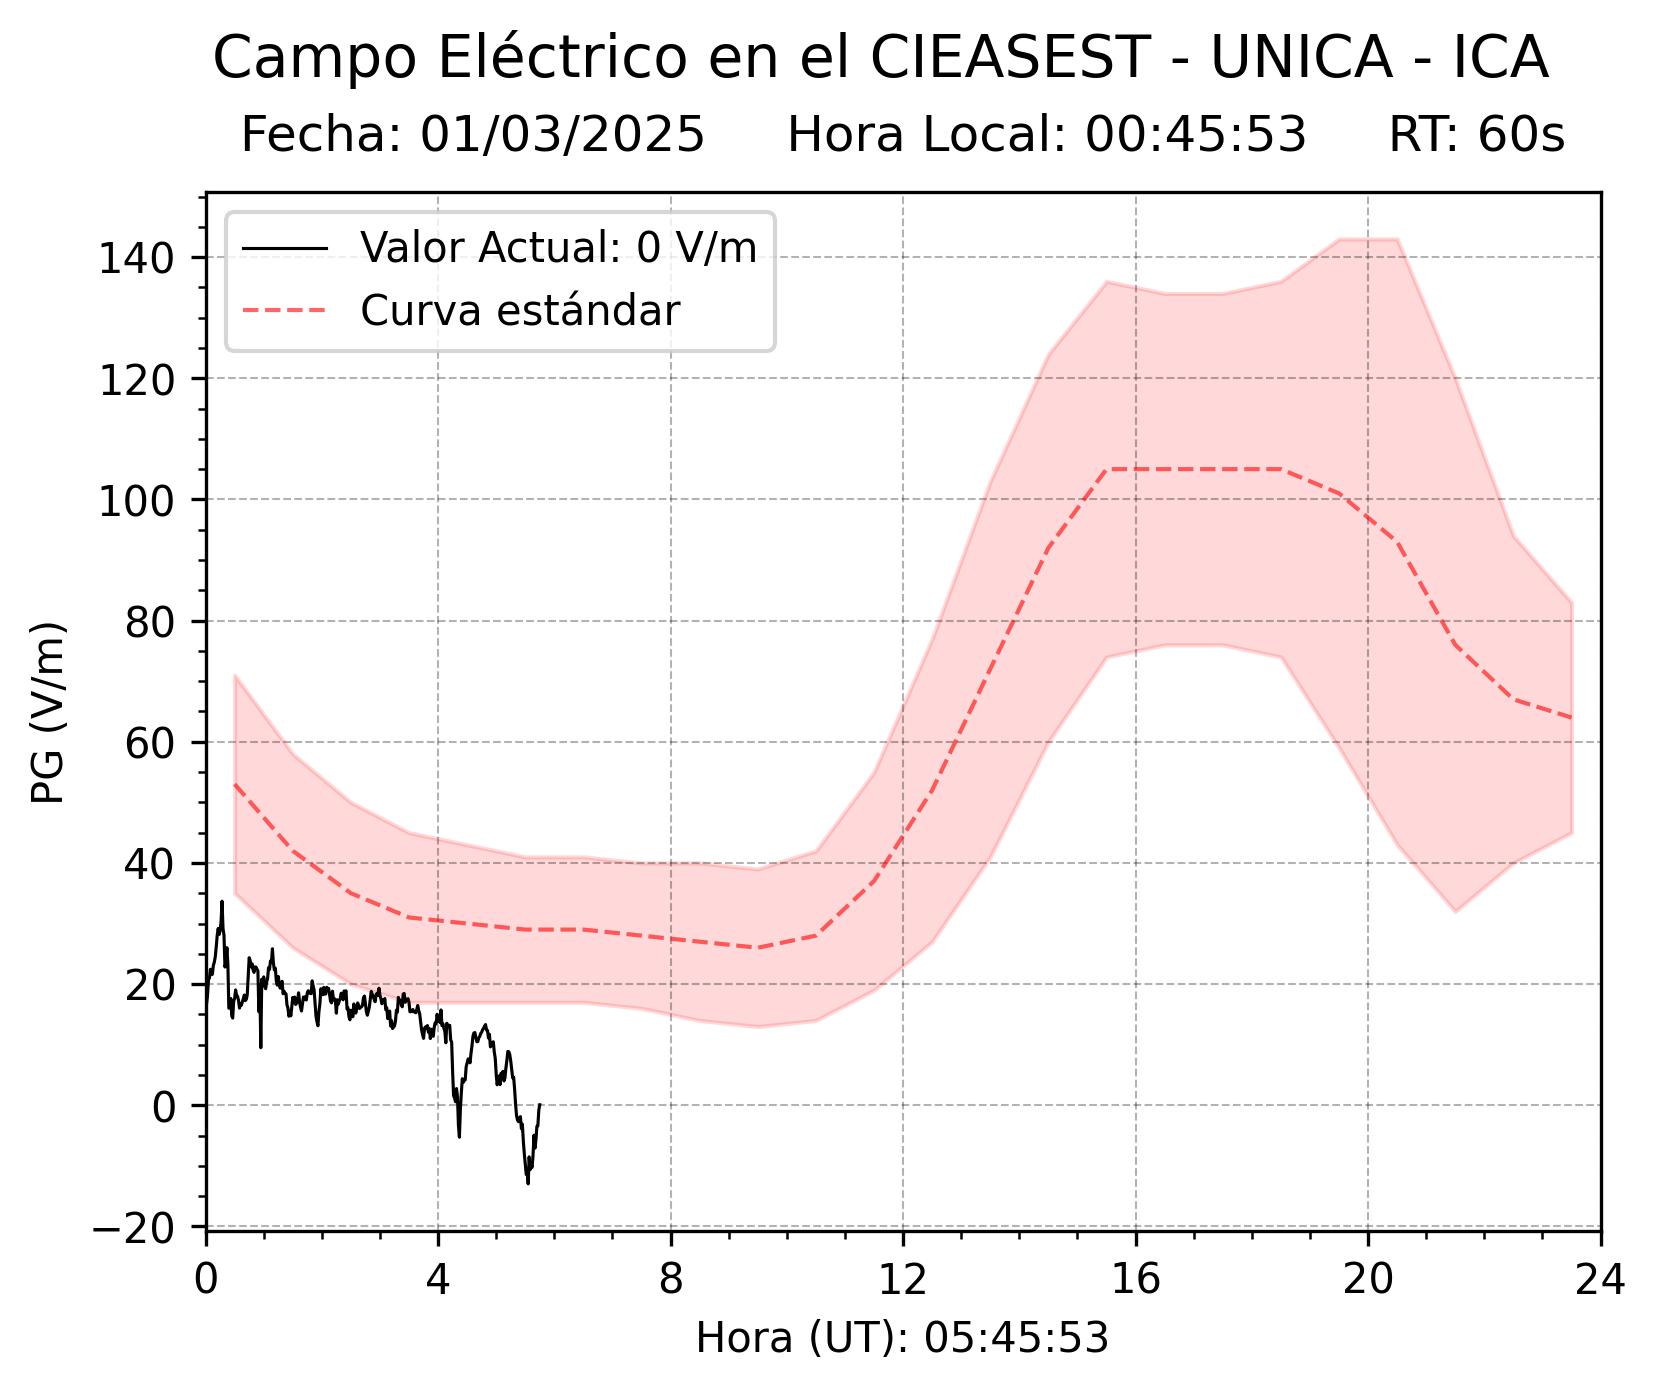 Campo Eléctrico en el CIEASEST - UNICA - ICA
Fecha: 01/03/2025 Hora Local: 00:45:53 RT: 60s
Valor Actual: 0 V/m
Curva estándar
PG (V/m)
140
120
100
80
60
40
20
0
−20
0 4 8 12 16 20 24
Hora (UT): 05:45:53